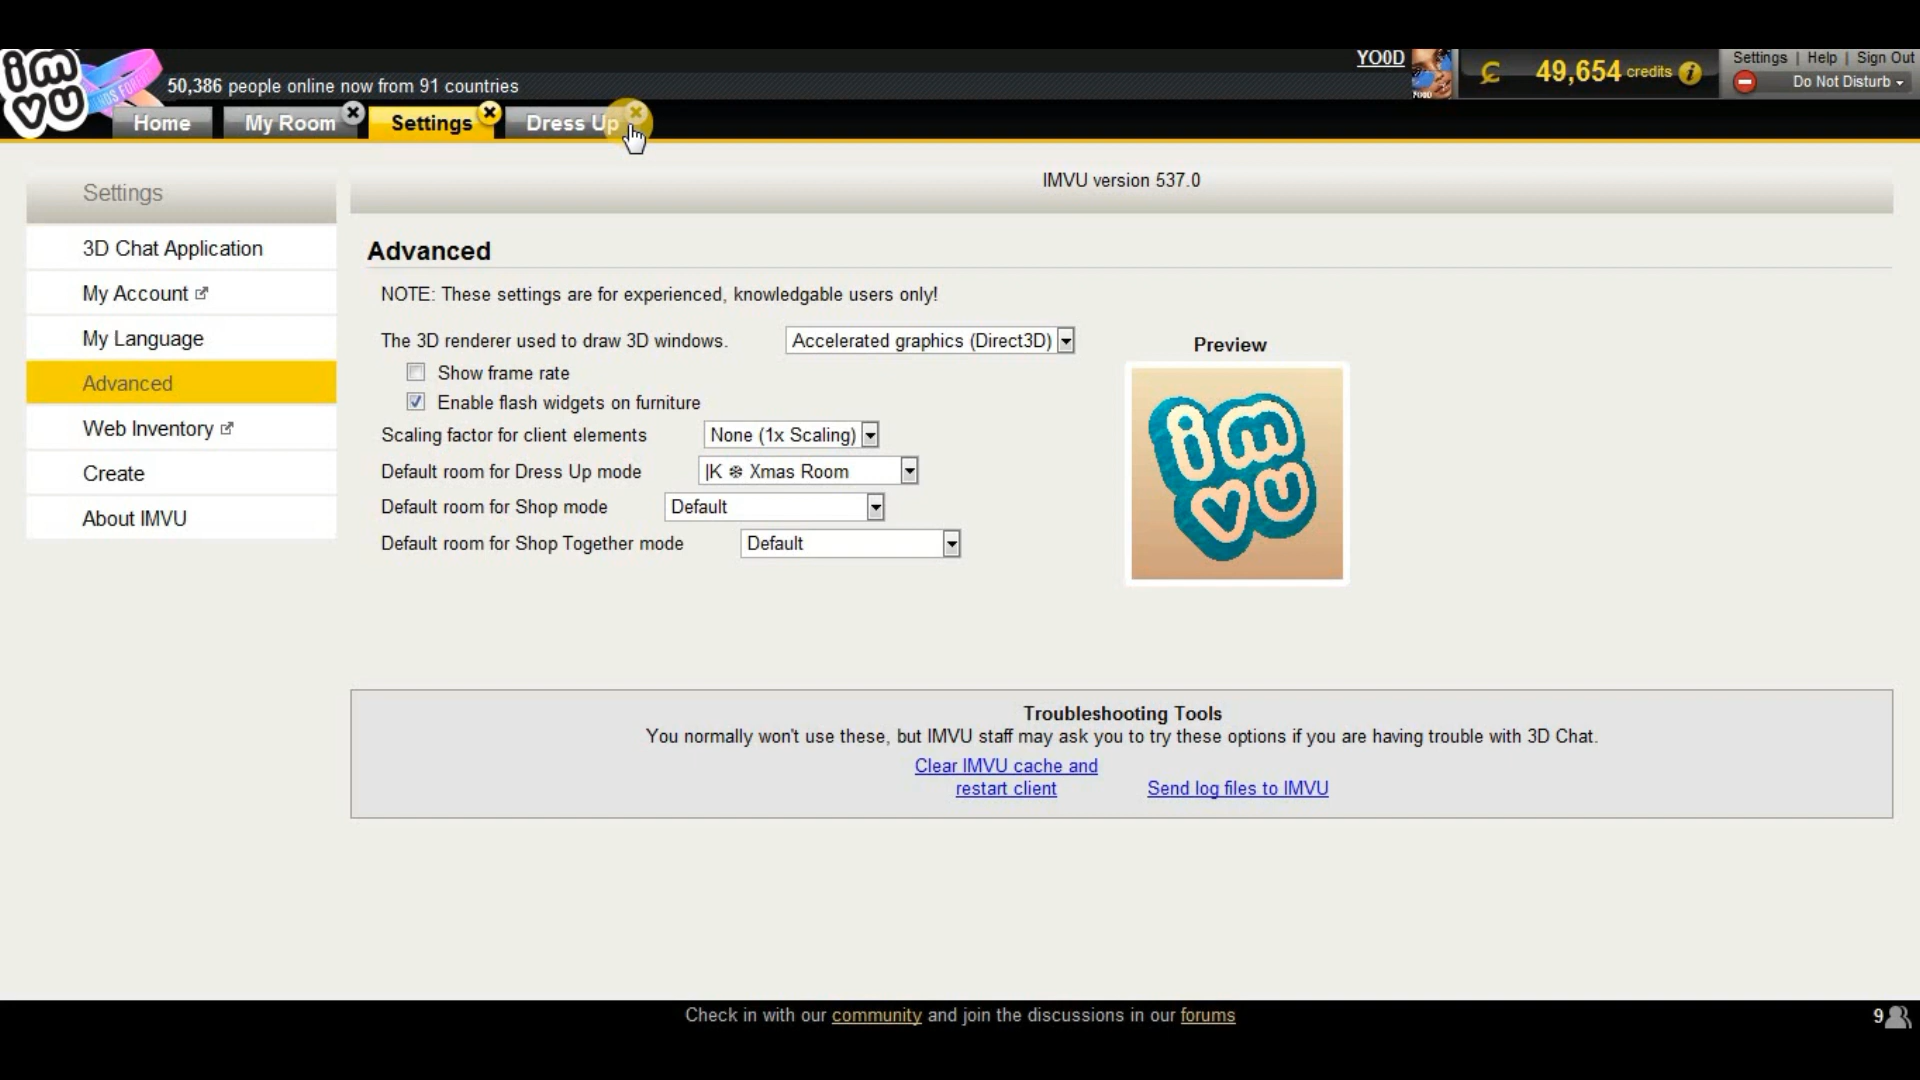 imvu
50,386 people online now from 91 countries
YO0D
49,654 credits
Settings | Help | Sign Out
Do Not Disturb
Home
My Room
Settings
Dress Up
Settings
IMVU version 537.0
3D Chat Application
My Account
My Language
Advanced
Web Inventory
Create
About IMVU
Advanced
NOTE: These settings are for experienced, knowledgable users only!
The 3D renderer used to draw 3D windows. Accelerated graphics (Direct3D)
Show frame rate
Enable flash widgets on furniture
Scaling factor for client elements None (1x Scaling)
Default room for Dress Up mode |K ❄ Xmas Room
Default room for Shop mode Default
Default room for Shop Together mode Default
Preview
imvu
Troubleshooting Tools
You normally won't use these, but IMVU staff may ask you to try these options if you are having trouble with 3D Chat.
Clear IMVU cache and
restart client
Send log files to IMVU
Check in with our community and join the discussions in our forums
9